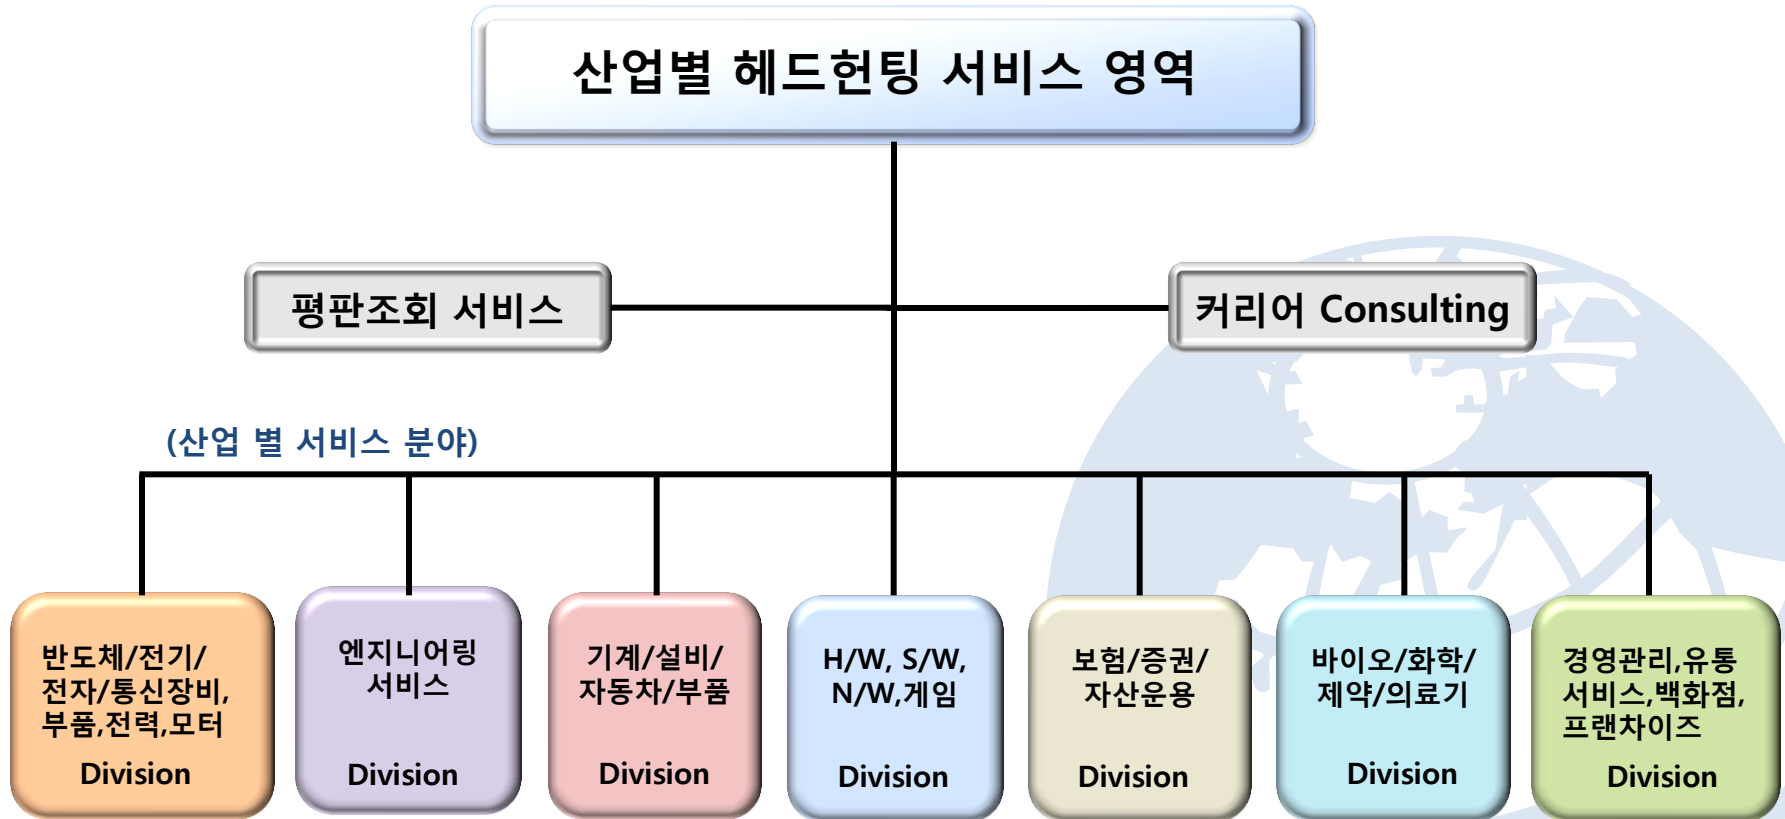 산업별 헤드헌팅 서비스 영역
평판조회 서비스
커리어 Consulting
(산업 별 서비스 분야)
반도체/전기/
전자/통신장비,
부품,전력,모터
Division
엔지니어링
서비스
Division
기계/설비/
자동차/부품
Division
H/W, S/W,
N/W,게임
Division
보험/증권/
자산운용
Division
바이오/화학/
제약/의료기
Division
경영관리,유통
서비스,백화점,
프랜차이즈
Division